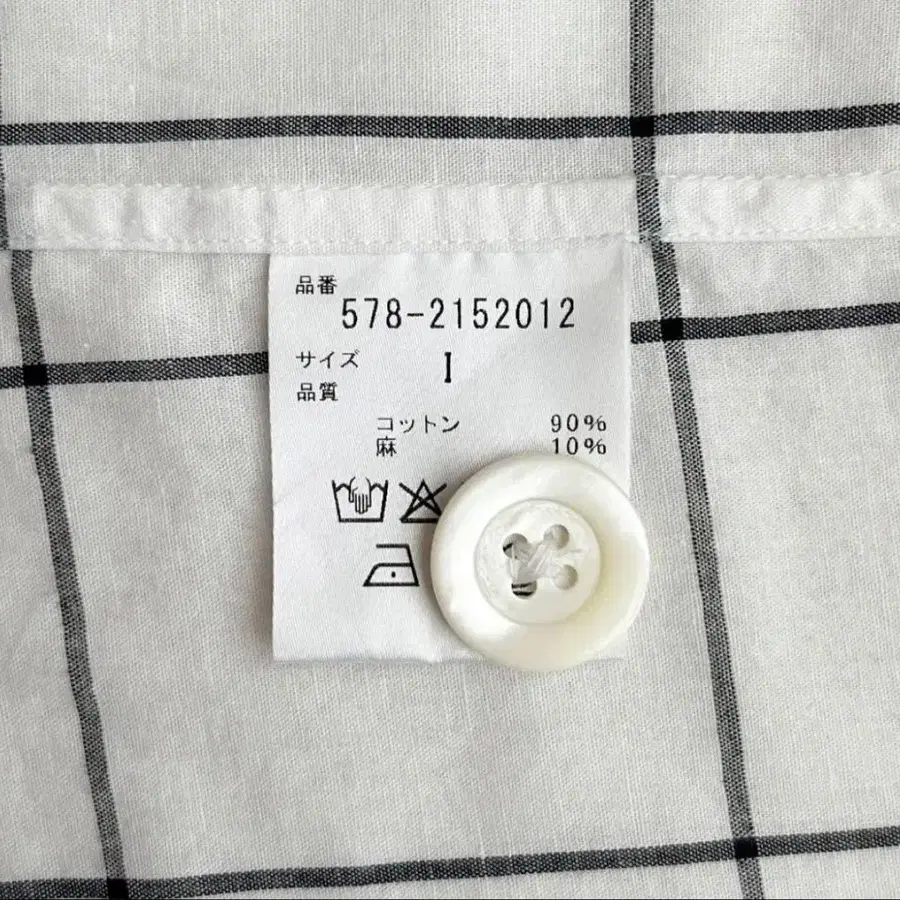 品番
578-2152012
サイズ I
品質
コットン 90%
麻 10%